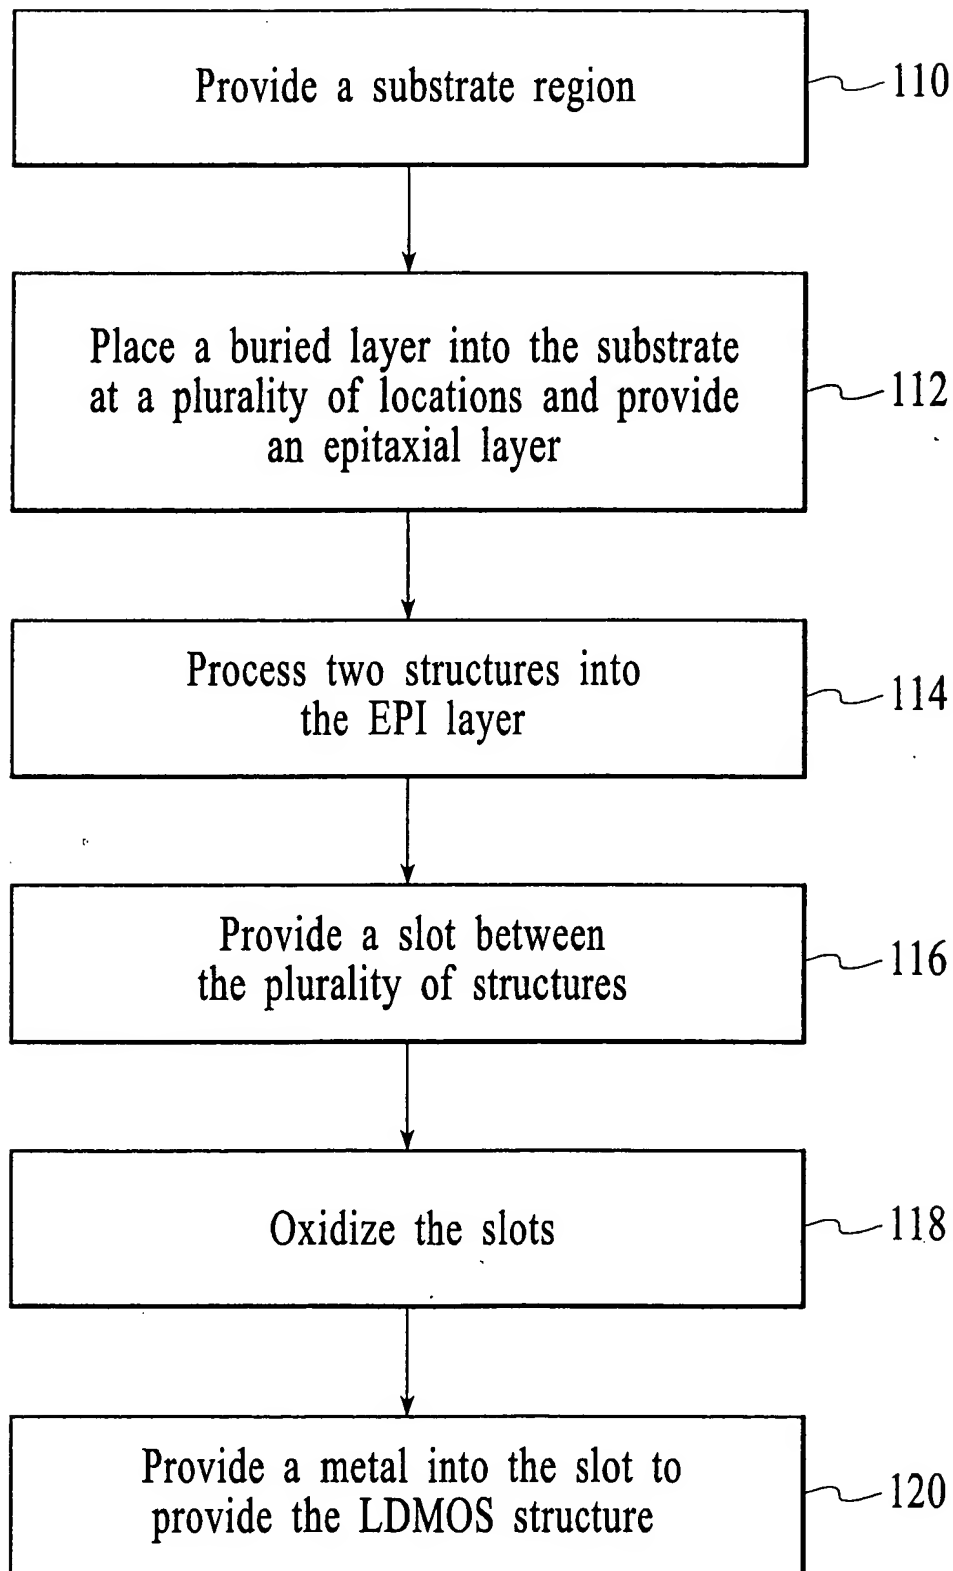 Provide a substrate region
110
Place a buried layer into the substrate
at a plurality of locations and provide
an epitaxial layer
112
Process two structures into
the EPI layer
114
Provide a slot between
the plurality of structures
116
Oxidize the slots
118
Provide a metal into the slot to
provide the LDMOS structure
120